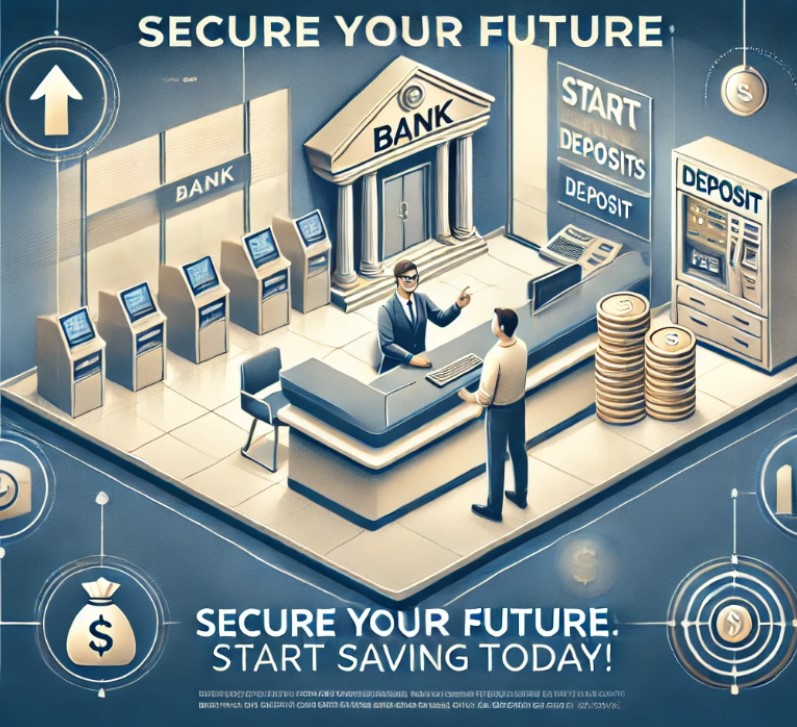 SECURE YOUR FUTURE
BANK
BANK
START
DEPOSITS
DEPOSIT
DEPOSIT
$
$
$
$
$
SECURE YOUR FUTURE.
START SAVING TODAY!